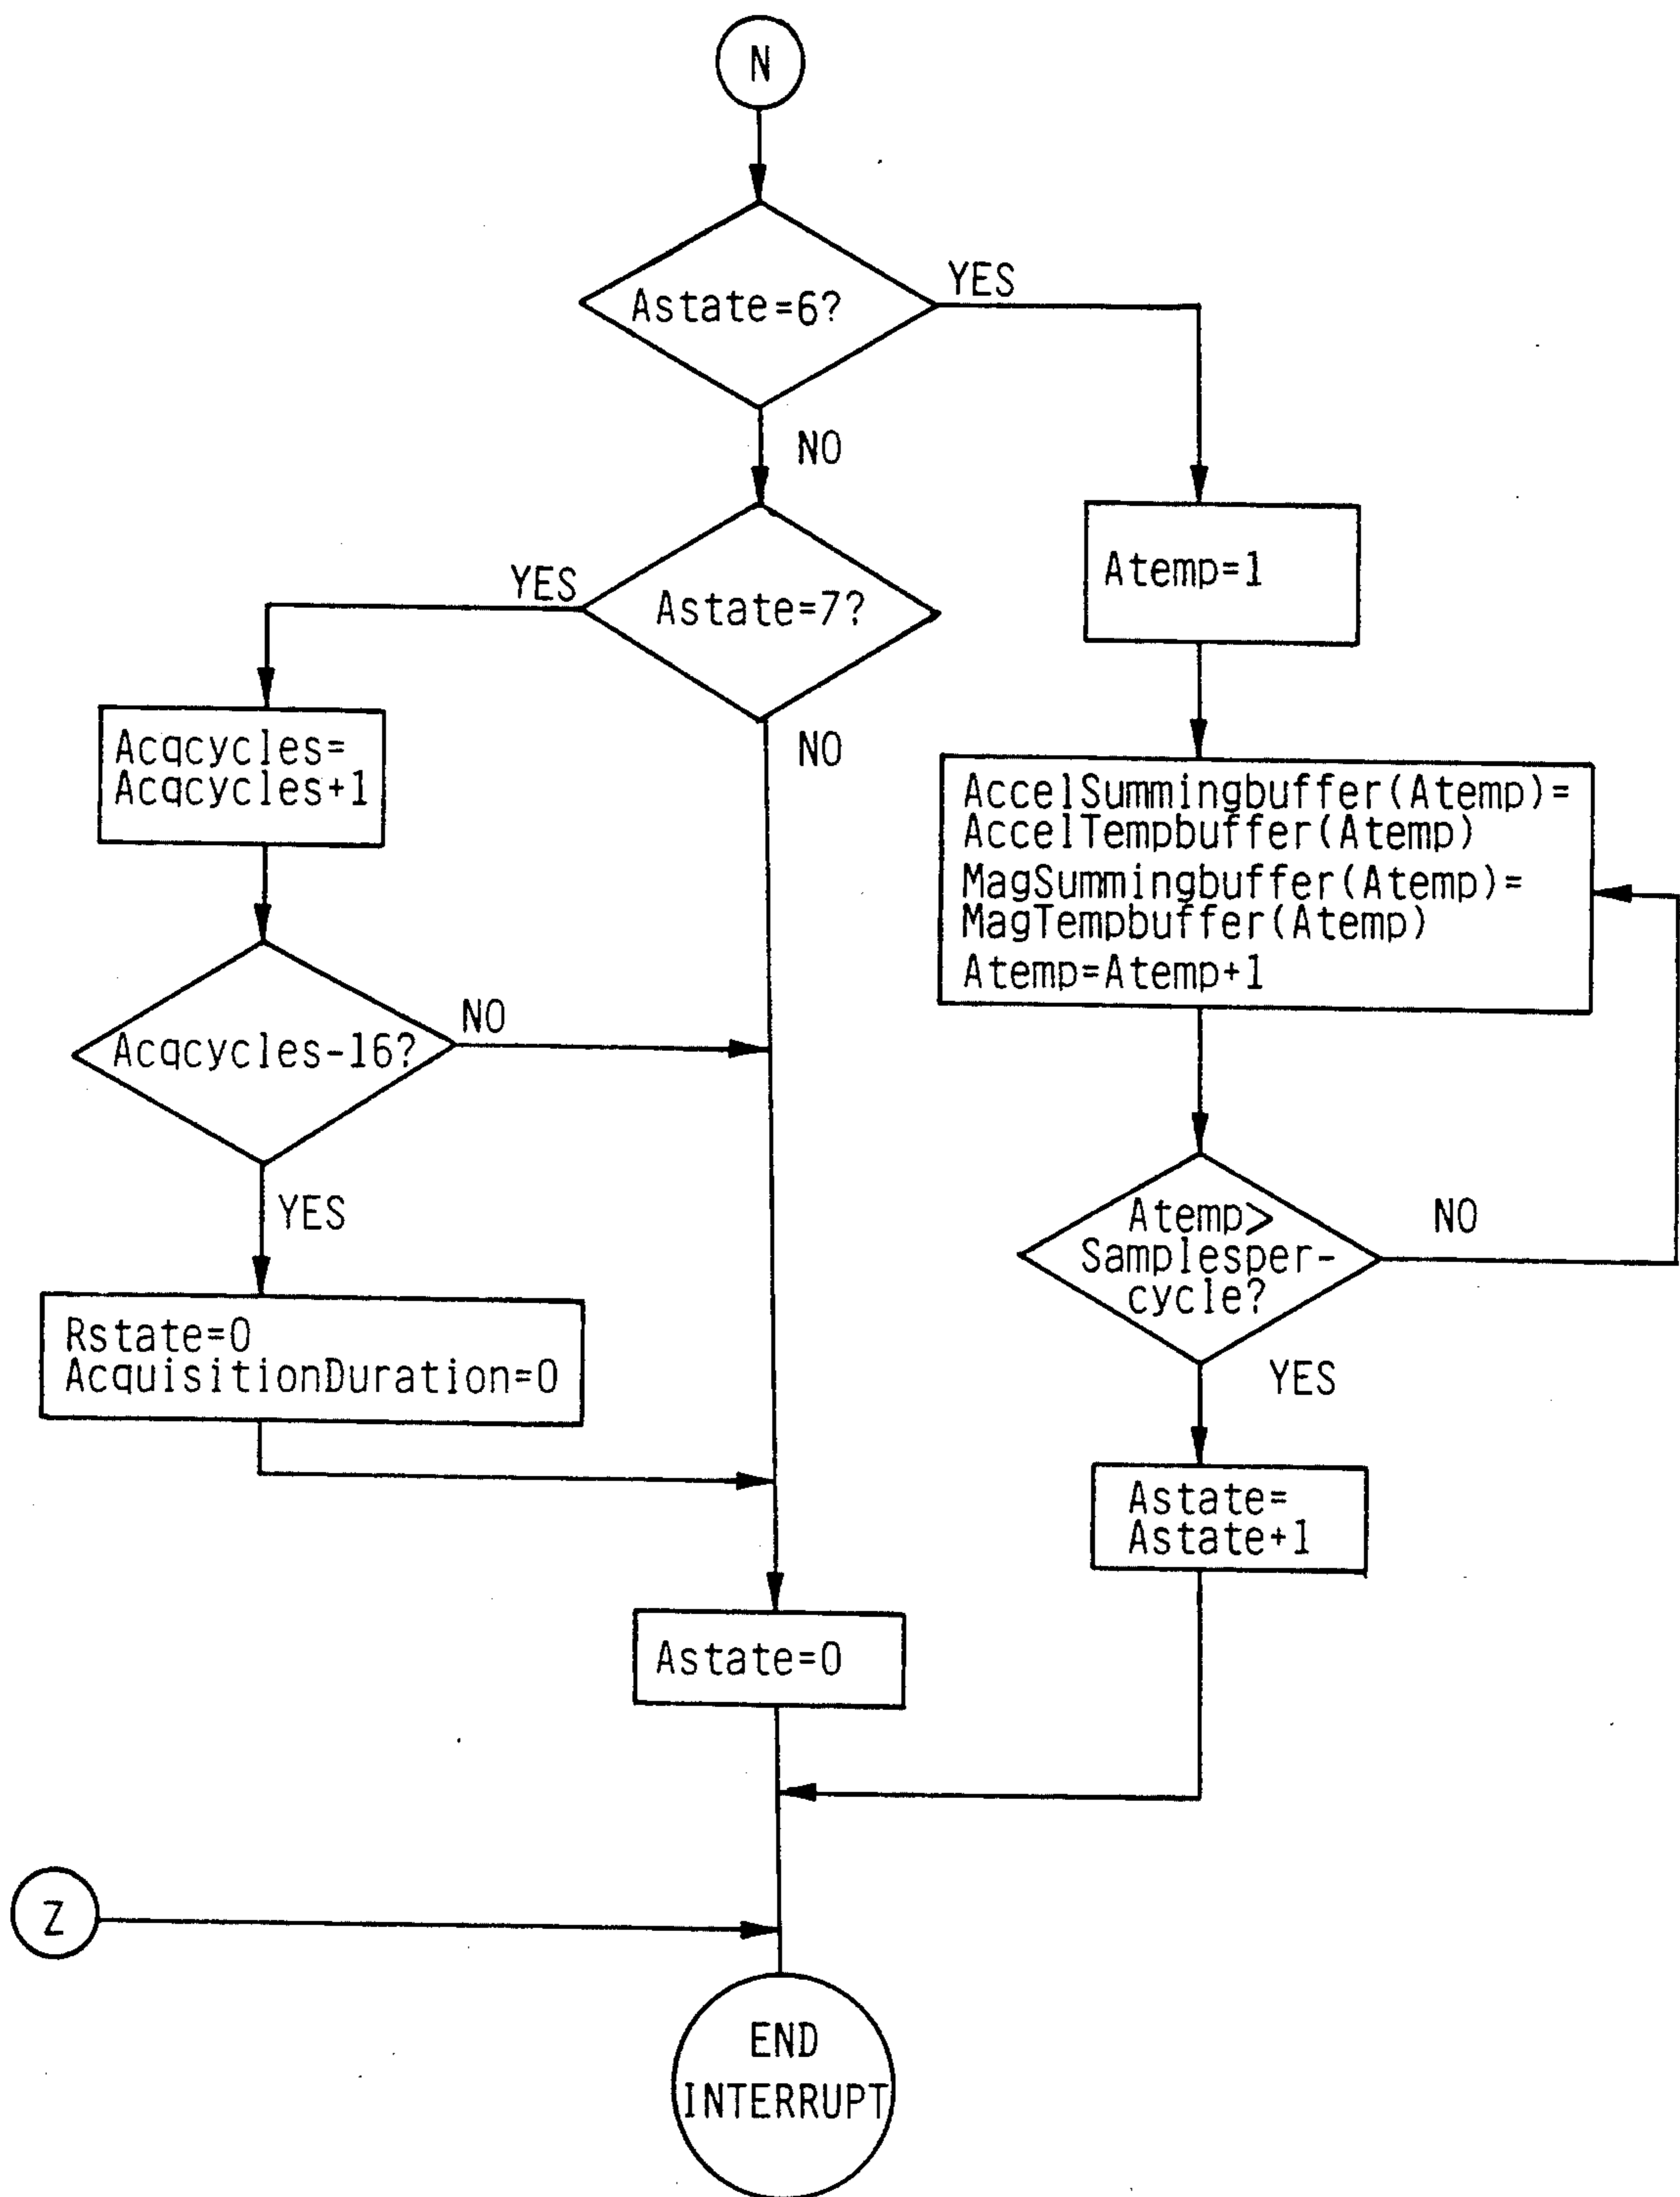 N
Astate=6?
YES
NO
Astate=7?
YES
NO
Atemp=1
Acqcycles=
Acqcycles+1
AccelSummingbuffer(Atemp)=
AccelTempbuffer(Atemp)
MagSummingbuffer(Atemp)=
MagTempbuffer(Atemp)
Atemp=Atemp+1
Acqcycles-16?
NO
YES
Atemp>
Samplesper-
cycle?
NO
YES
Rstate=0
AcquisitionDuration=0
Astate=
Astate+1
Astate=0
Z
END
INTERRUPT